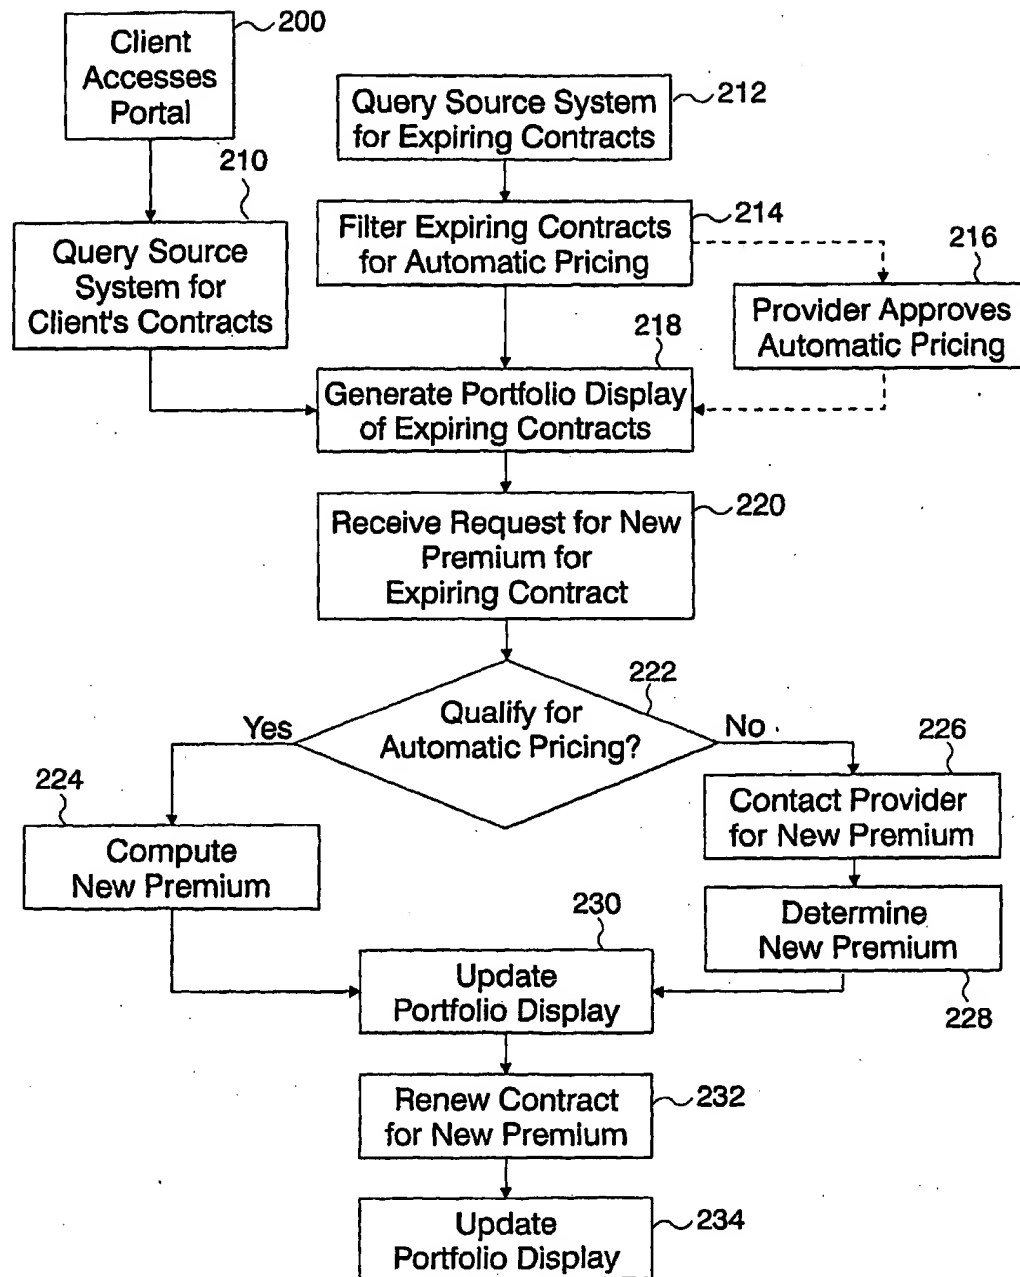 Client
Accesses
Portal
200
210
Query Source
System for
Client's Contracts
Query Source System
for Expiring Contracts
212
Filter Expiring Contracts
for Automatic Pricing
214
216
Provider Approves
Automatic Pricing
218
Generate Portfolio Display
of Expiring Contracts
Receive Request for New
Premium for
Expiring Contract
220
222
Qualify for
Automatic Pricing?
Yes
No
224
Compute
New Premium
226
Contact Provider
for New Premium
Determine
New Premium
228
230
Update
Portfolio Display
Renew Contract
for New Premium
232
Update
Portfolio Display
234